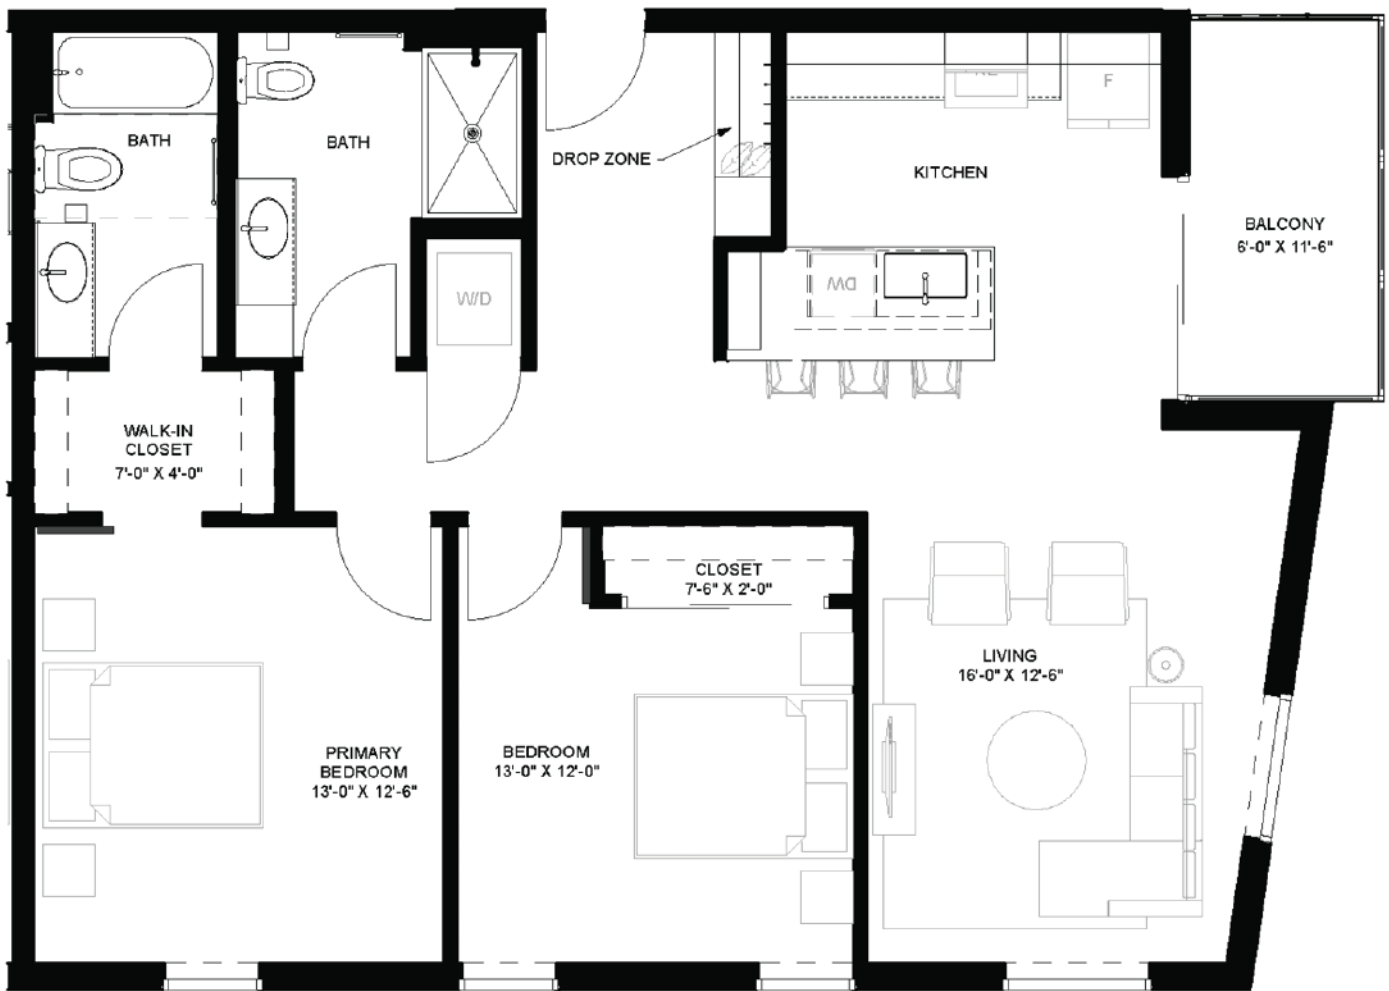 BATH
BATH
DROP ZONE
F
KITCHEN
BALCONY
6'-0" X 11'-6"
W/D
DW
WALK-IN
CLOSET
7'-0" X 4'-0"
CLOSET
7'-6" X 2'-0"
LIVING
16'-0" X 12'-6"
PRIMARY
BEDROOM
13'-0" X 12'-6"
BEDROOM
13'-0" X 12'-0"